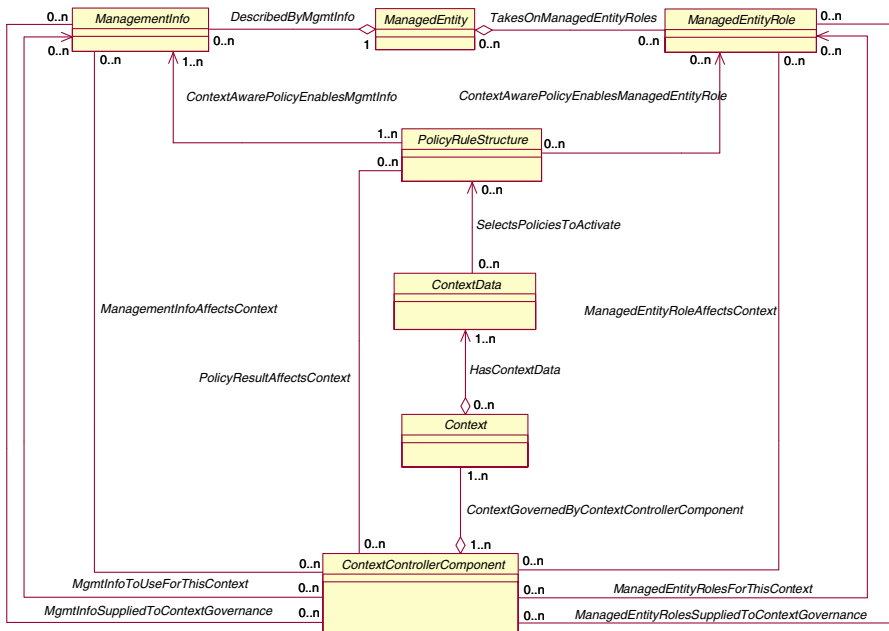 0..n
ManagementInfo
DescribedByMgmtInfo
ManagedEntity
TakesOnManagedEntityRoles
ManagedEntityRole
0..n
0..n
0..n
1
0..n
0..n
0..n
0..n
1..n
0..n
0..n
0..n
ContextAwarePolicyEnablesMgmtInfo
ContextAwarePolicyEnablesManagedEntityRole
1..n
PolicyRuleStructure
0..n
0..n
0..n
SelectsPoliciesToActivate
0..n
ContextData
ManagementInfoAffectsContext
ManagedEntityRoleAffectsContext
1..n
HasContextData
PolicyResultAffectsContext
0..n
Context
1..n
ContextGovernedByContextControllerComponent
0..n
1..n
0..n
ContextControllerComponent
0..n
MgmtInfoToUseForThisContext
0..n
0..n
ManagedEntityRolesForThisContext
MgmtInfoSuppliedToContextGovernance
0..n
0..n
ManagedEntityRolesSuppliedToContextGovernance